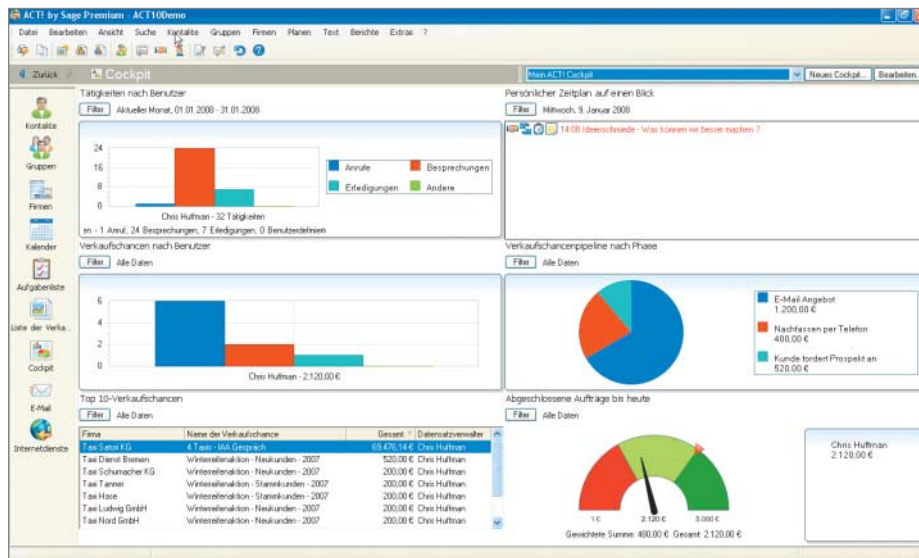 ACT! by Sage Premium - ACT10Demo
Datei Bearbeiten Ansicht Suche Kontakte Gruppen Firmen Planen Text Berichte Extras ?
Zurück
Cockpit
Mein ACT! Cockpit
Neues Cockpit...
Bearbeiten.
Kontakte
Gruppen
Firmen
Kalender
Aufgabenliste
Liste der Verka...
Cockpit
E-Mail
Internetdienste
Tätigkeiten nach Benutzer
Filter Aktueller Monat, 01.01.2008 - 31.01.2008
24
16
8
0
Anrufe
Besprechungen
Erledigungen
Andere
Chris Huffman - 32 Tätigkeiten
en - 1 Anruf, 24 Besprechungen, 7 Erledigungen, 0 Benutzerdefiniert
Persönlicher Zeitplan auf einen Blick
Filter Mittwoch, 9. Januar 2008
14:00 Ideenschmiede - Was können wir besser machen ?
Verkaufschancen nach Benutzer
Filter Alle Daten
6
4
2
0
Chris Huffman - 2.120,00 €
Verkaufschancenpipeline nach Phase
Filter Alle Daten
E-Mail Angebot
1.200,00 €
Nachfassen per Telefon
400,00 €
Kunde fordert Prospekt an
520,00 €
Top 10-Verkaufschancen
Filter Alle Daten
Firma Name der Verkaufschance Gesamt Datensatzverwalter
Taxi Satori KG 4 Taxis - IAA Gespräch 69.476,14 € Chris Huffman
Taxi Dienst Bremen Winterreifenaktion - Neukunden - 2007 520,00 € Chris Huffman
Taxi Schumacher KG Winterreifenaktion - Stammkunden - 2007 200,00 € Chris Huffman
Taxi Tanner Winterreifenaktion - Stammkunden - 2007 200,00 € Chris Huffman
Taxi Hase Winterreifenaktion - Stammkunden - 2007 200,00 € Chris Huffman
Taxi Ludwig GmbH Winterreifenaktion - Neukunden - 2007 200,00 € Chris Huffman
Taxi Nord GmbH Winterreifenaktion - Neukunden - 2007 200,00 € Chris Huffman
Abgeschlossene Aufträge bis heute
Filter Alle Daten
1 € 2.120 € 5.000 €
Gewichtete Summe: 480,00 € Gesamt: 2.120,00 €
Chris Huffman
2.120,00 €